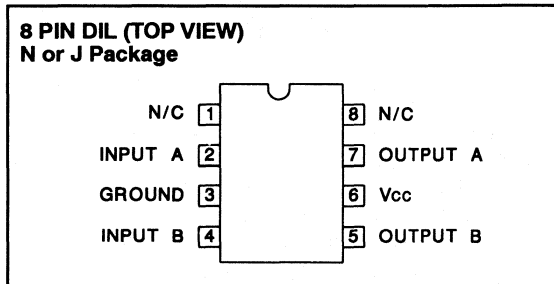 8 PIN DIL (TOP VIEW)
N or J Package
N/C 1 8 N/C
INPUT A 2 7 OUTPUT A
GROUND 3 6 Vcc
INPUT B 4 5 OUTPUT B